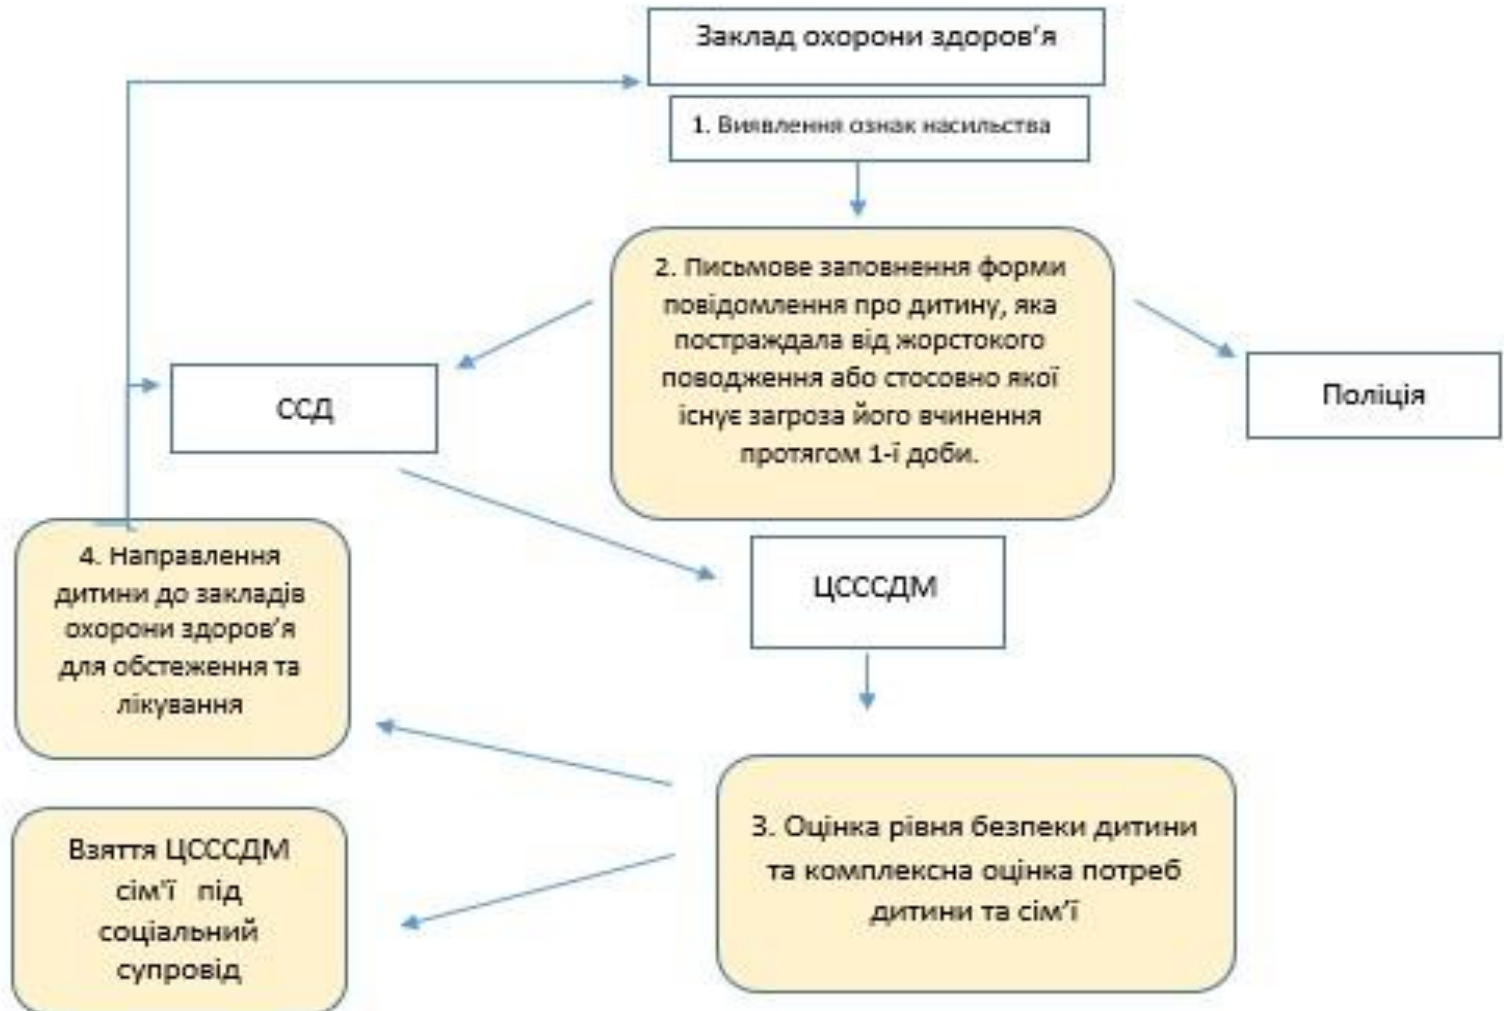 Заклад охорони здоров’я
1. Виявлення ознак насильства
2. Письмове заповнення форми
повідомлення про дитину, яка
постраждала від жорстокого
поводження або стосовно якої
існує загроза його вчинення
протягом 1-ї доби.
ССД
Поліція
ЦСССДМ
4. Направлення
дитини до закладів
охорони здоров’я
для обстеження та
лікування
3. Оцінка рівня безпеки дитини
та комплексна оцінка потреб
дитини та сім’ї
Взяття ЦСССДМ
сім’ї під
соціальний
супровід